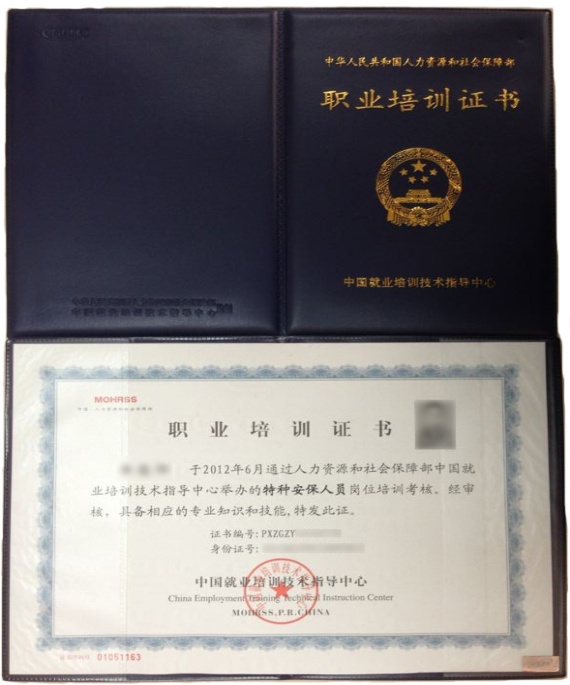 中华人民共和国人力资源和社会保障部
职业培训证书
中国就业培训技术指导中心
MOHRSS
职业培训证书
于2012年6月通过人力资源和社会保障部中国就
业培训技术指导中心举办的特种安保人员岗位培训考核。经审
核，具备相应的专业知识和技能,特发此证。
证书编号: PXZGZY
身份证号:
中国就业培训技术指导中心
China Employment Training Technical Instruction Center
MOHRSS,P.R.CHINA
01051163